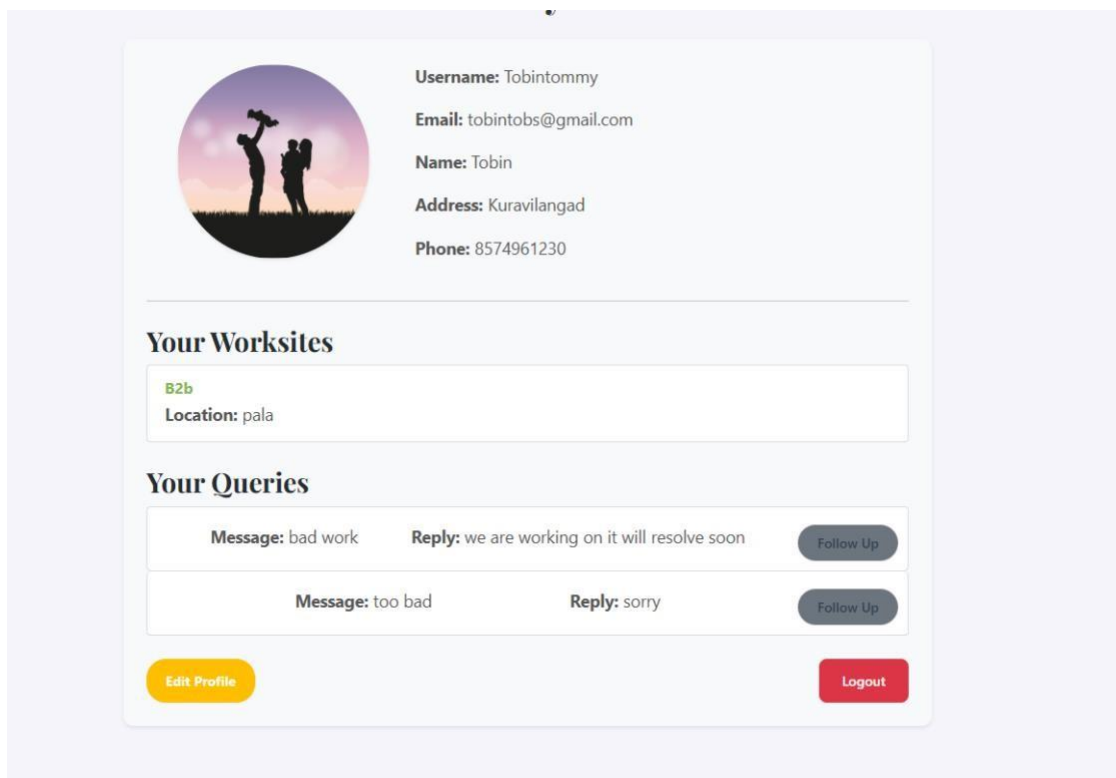 Username: Tobintommy
Email: tobintobs@gmail.com
Name: Tobin
Address: Kuravilangad
Phone: 8574961230
Your Worksites
B2b
Location: pala
Your Queries
Message: bad work Reply: we are working on it will resolve soon Follow Up
Message: too bad Reply: sorry Follow Up
Edit Profile Logout